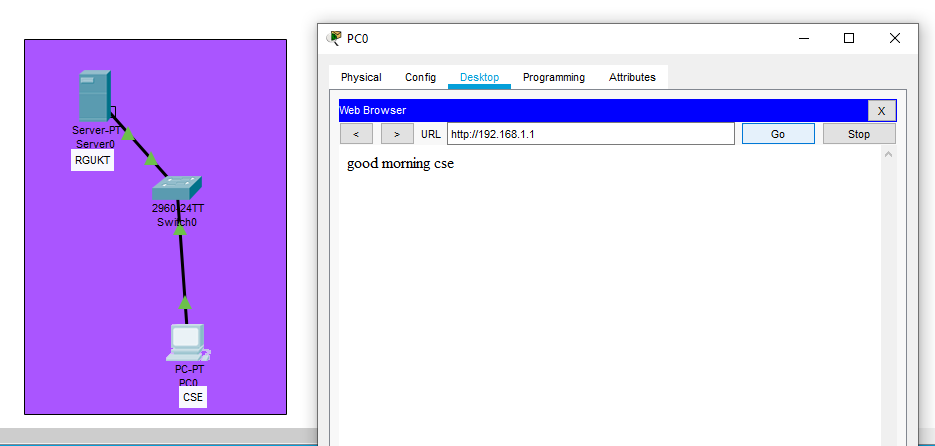 Server-PT
Server0
RGUKT
2960-24TT
Switch0
PC-PT
PC0
CSE
PC0
Physical Config Desktop Programming Attributes
Web Browser X
< > URL http://192.168.1.1 Go Stop
good morning cse